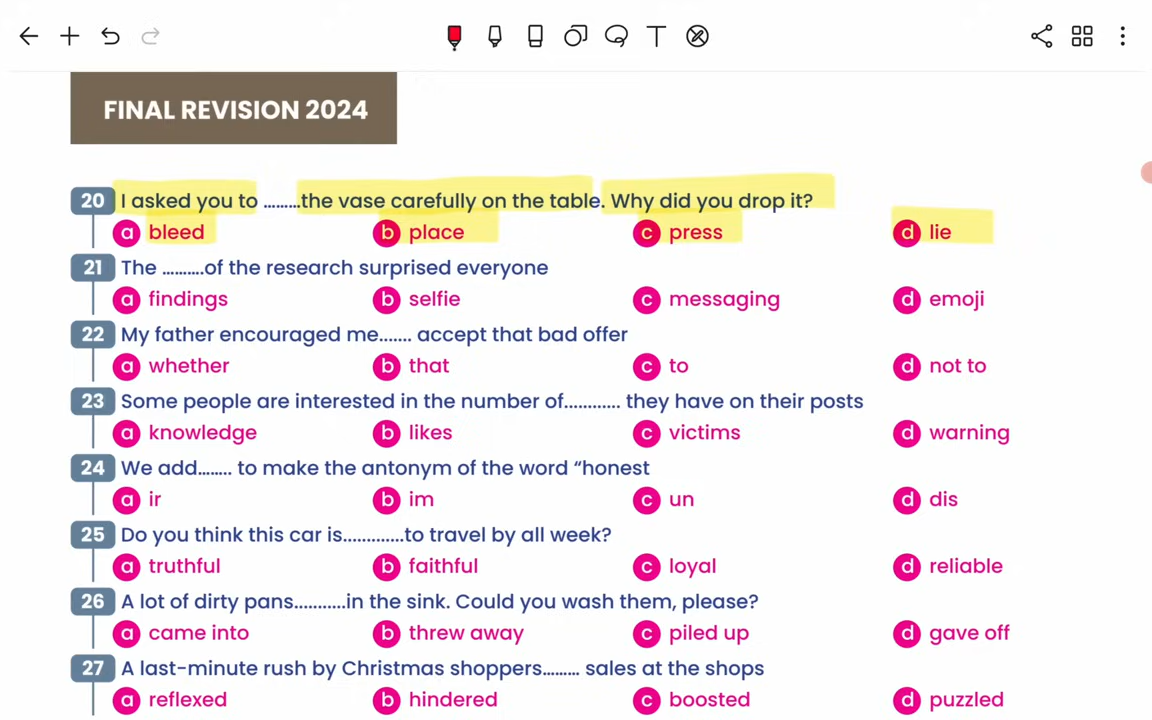 FINAL REVISION 2024
20 I asked you to .........the vase carefully on the table. Why did you drop it?
a bleed b place c press d lie
21 The ..........of the research surprised everyone
a findings b selfie c messaging d emoji
22 My father encouraged me....... accept that bad offer
a whether b that c to d not to
23 Some people are interested in the number of............ they have on their posts
a knowledge b likes c victims d warning
24 We add........ to make the antonym of the word “honest
a ir b im c un d dis
25 Do you think this car is.............to travel by all week?
a truthful b faithful c loyal d reliable
26 A lot of dirty pans...........in the sink. Could you wash them, please?
a came into b threw away c piled up d gave off
27 A last-minute rush by Christmas shoppers......... sales at the shops
a reflexed b hindered c boosted d puzzled